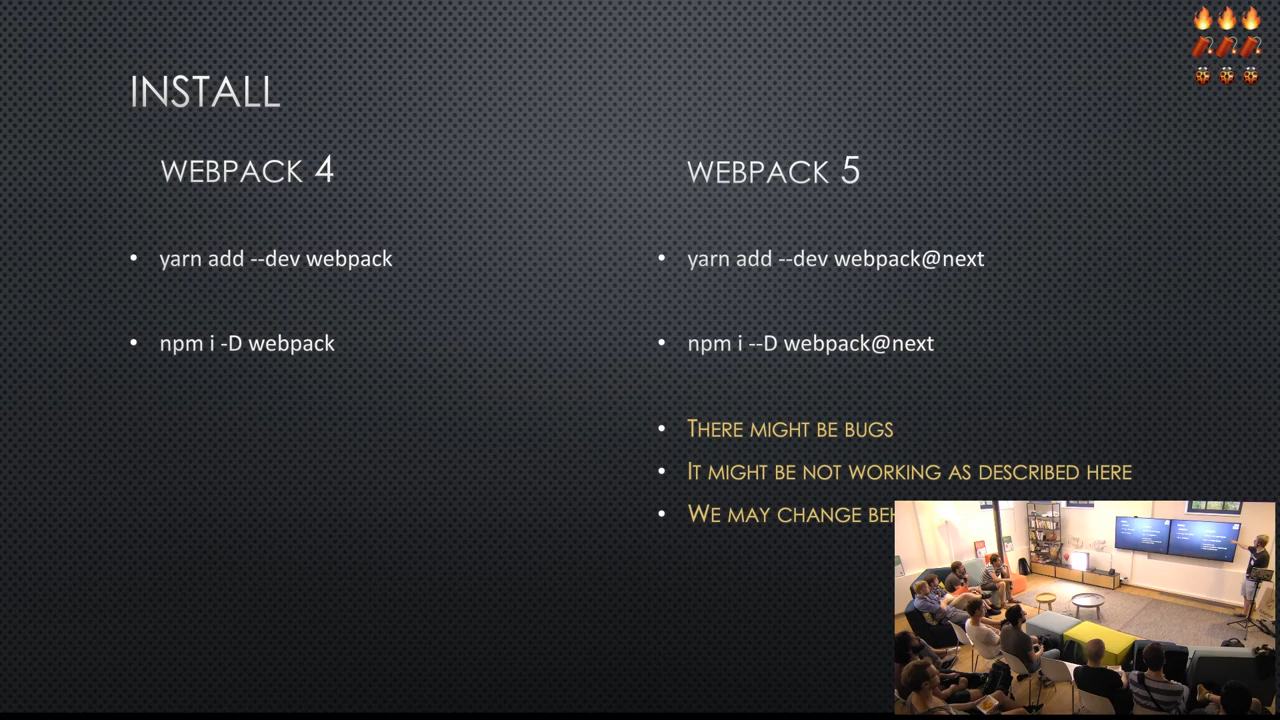 INSTALL
WEBPACK 4
• yarn add --dev webpack
• npm i -D webpack
WEBPACK 5
• yarn add --dev webpack@next
• npm i --D webpack@next
• THERE MIGHT BE BUGS
• IT MIGHT BE NOT WORKING AS DESCRIBED HERE
• WE MAY CHANGE